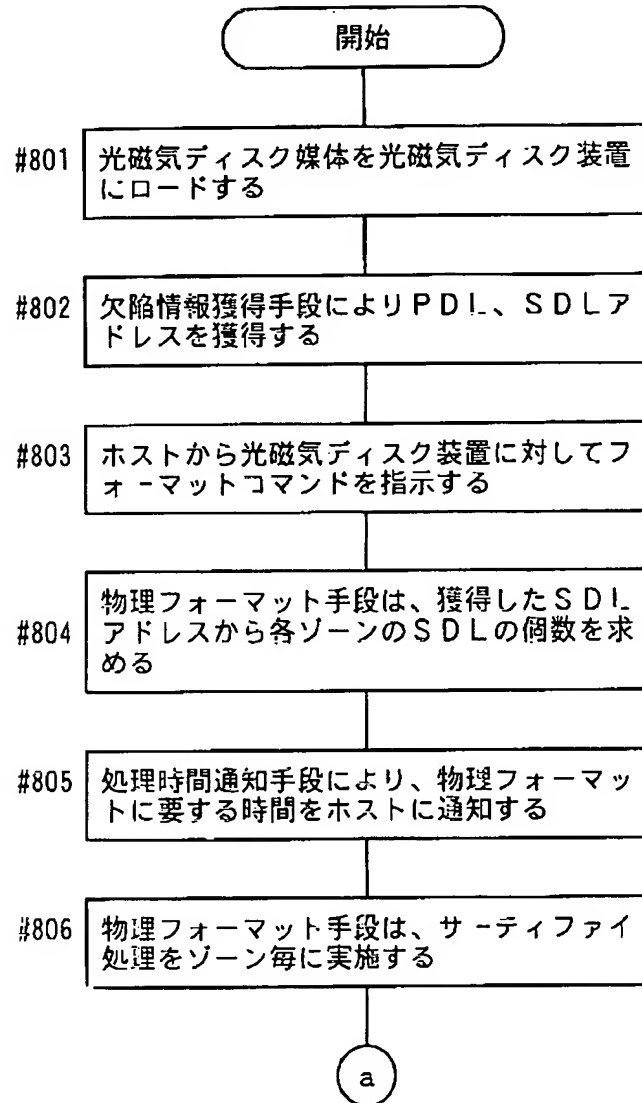 開始
#801
光磁気ディスク媒体を光磁気ディスク装置
にロードする
#802
欠陥情報獲得手段によりPDL、SDLア
ドレスを獲得する
#803
ホストから光磁気ディスク装置に対してフ
ォーマットコマンドを指示する
#804
物理フォーマット手段は、獲得したSDL
アドレスから各ゾーンのSDLの個数を求
める
#805
処理時間通知手段により、物理フォーマッ
トに要する時間をホストに通知する
#806
物理フォーマット手段は、サーティファイ
処理をゾーン毎に実施する
a